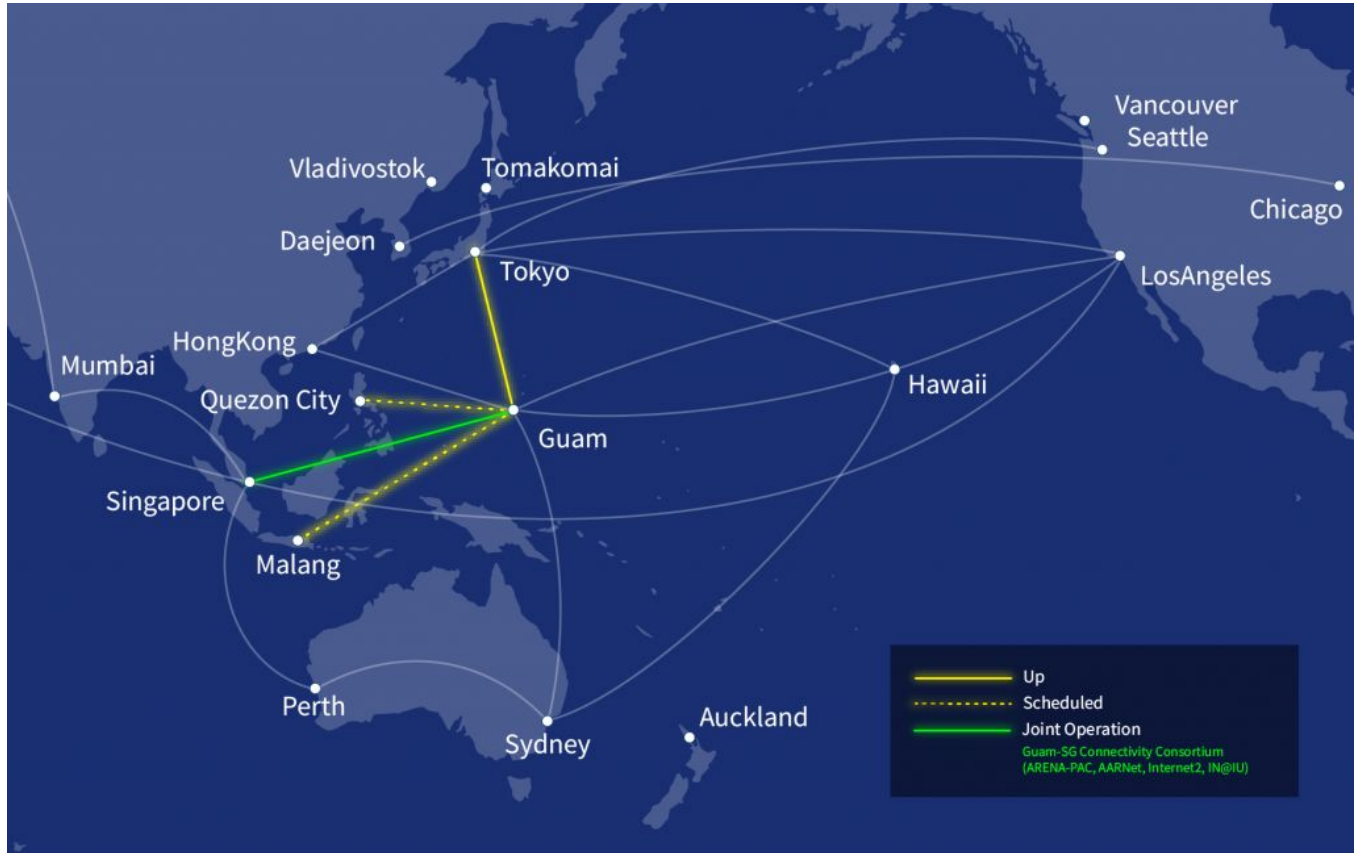 Vancouver
Seattle
Vladivostok
Tomakomai
Chicago
Daejeon
Tokyo
LosAngeles
HongKong
Mumbai
Hawaii
Quezon City
Guam
Singapore
Malang
Perth
Auckland
Sydney
Up
Scheduled
Joint Operation
Guam-SG Connectivity Consortium
(ARENA-PAC, AARNet, Internet2, IN@IU)